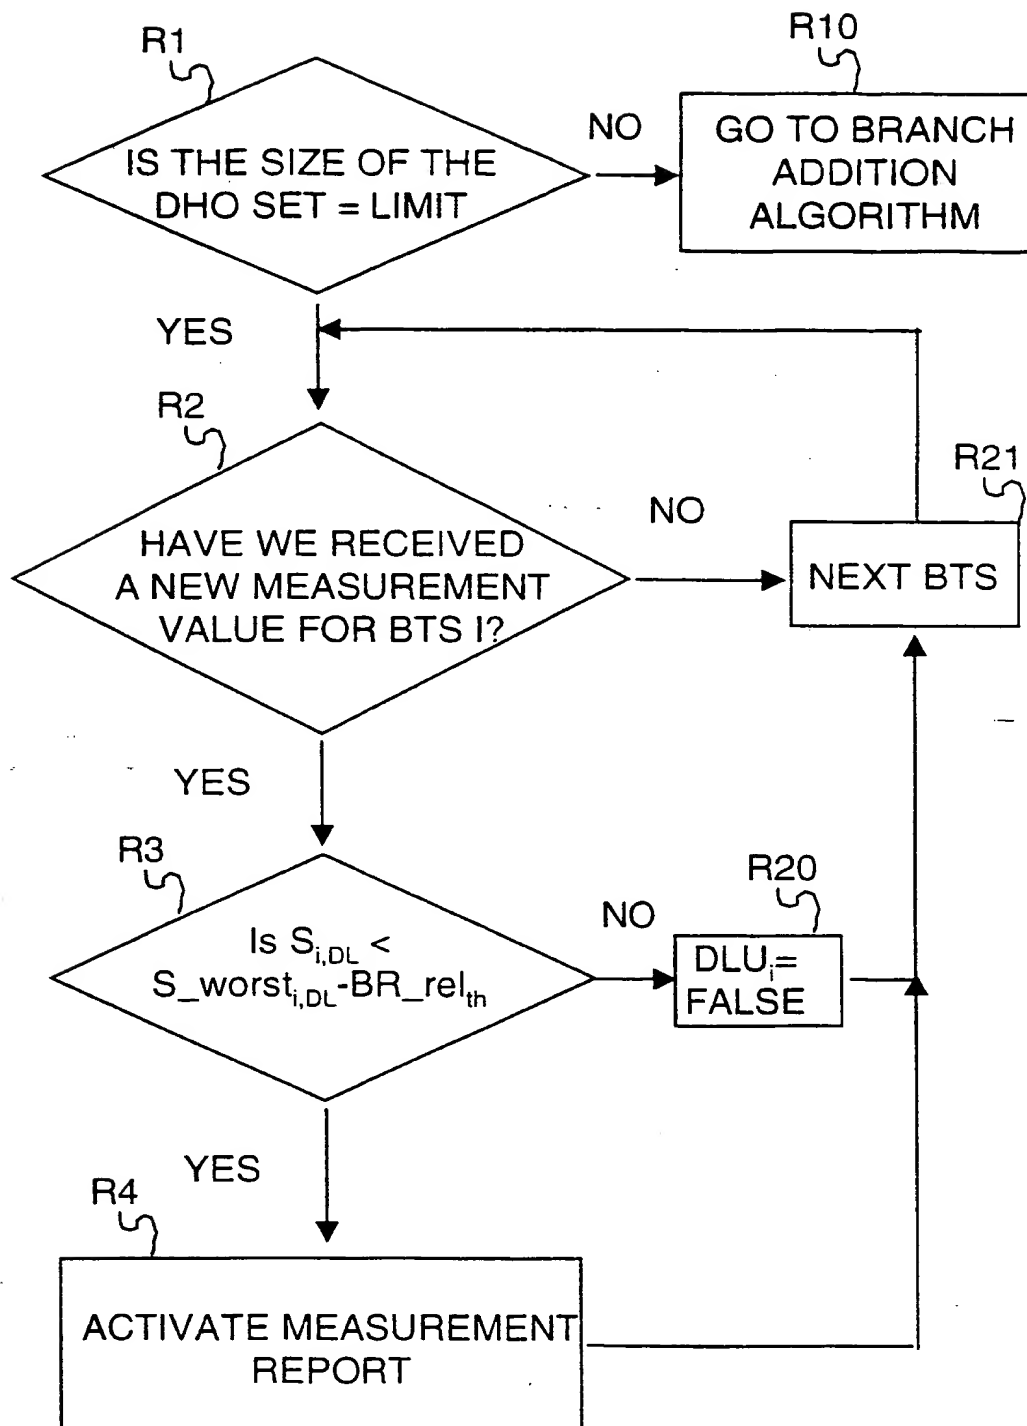 R1
IS THE SIZE OF THE
DHO SET = LIMIT
NO
R10
GO TO BRANCH
ADDITION
ALGORITHM
YES
R2
HAVE WE RECEIVED
A NEW MEASUREMENT
VALUE FOR BTS I?
NO
R21
NEXT BTS
YES
R3
Is S_{i,DL} <
S_worst_{i,DL}-BR_rel_{th}
NO
R20
DLU_i=
FALSE
YES
R4
ACTIVATE MEASUREMENT
REPORT